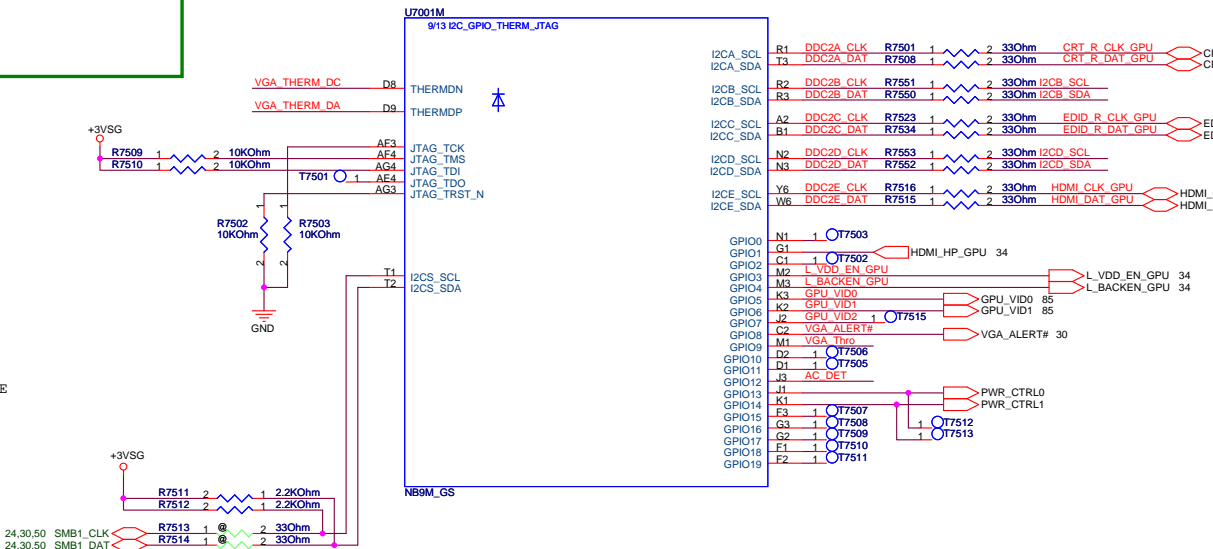 U7001M
9/13 I2C_GPIO_THERM_JTAG
I2CA_SCL R1 DDC2A_CLK R7501 1 2 33Ohm CRT_R_CLK_GPU
I2CA_SDA T3 DDC2A_DAT R7508 1 2 33Ohm CRT_R_DAT_GPU
VGA_THERM_DC D8 THERMDN I2CB_SCL R2 DDC2B_CLK R7551 1 2 33Ohm I2CB_SCL
I2CB_SDA R3 DDC2B_DAT R7550 1 2 33Ohm I2CB_SDA
VGA_THERM_DA D9 THERMDP
I2CC_SCL A2 DDC2C_CLK R7523 1 2 33Ohm EDID_R_CLK_GPU
I2CC_SDA B1 DDC2C_DAT R7534 1 2 33Ohm EDID_R_DAT_GPU
+3VSG
AF3 JTAG_TCK
R7509 1 2 10KOhm AF4 JTAG_TMS I2CD_SCL N2 DDC2D_CLK R7553 1 2 33Ohm I2CD_SCL
R7510 1 2 10KOhm AG4 JTAG_TDI I2CD_SDA N3 DDC2D_DAT R7552 1 2 33Ohm I2CD_SDA
T7501 1 AE4 JTAG_TDO
AG3 JTAG_TRST_N I2CE_SCL Y6 DDC2E_CLK R7516 1 2 33Ohm HDMI_CLK_GPU HDMI_
I2CE_SDA W6 DDC2E_DAT R7515 1 2 33Ohm HDMI_DAT_GPU HDMI_
1 1
R7502 R7503
10KOhm 10KOhm
2 2
GPIO0 N1 1 T7503
GPIO1 G1 HDMI_HP_GPU 34
GPIO2 C1 1 T7502
T1 I2CS_SCL GPIO3 M2 L_VDD_EN_GPU L_VDD_EN_GPU 34
T2 I2CS_SDA GPIO4 M3 L_BACKEN_GPU L_BACKEN_GPU 34
GPIO5 K3 GPU_VID0 GPU_VID0 85
GPIO6 K2 GPU_VID1 GPU_VID1 85
GPIO7 J2 GPU_VID2 1 T7515
GND
GPIO8 C2 VGA_ALERT# VGA_ALERT# 30
GPIO9 M1 VGA_Thro
GPIO10 D2 1 T7506
GPIO11 D1 1 T7505
GPIO12 J3 AC_DET
E
GPIO13 J1 PWR_CTRL0
GPIO14 K1 PWR_CTRL1
GPIO15 F3 1 T7507
GPIO16 G3 1 T7508 1 T7512
GPIO17 G2 1 T7509 1 T7513
GPIO18 F1 1 T7510
GPIO19 F2 1 T7511
+3VSG
NB9M_GS
R7511 2 1 2.2KOhm
R7512 2 1 2.2KOhm
24,30,50 SMB1_CLK R7513 1 @ 2 33Ohm
24,30,50 SMB1_DAT R7514 1 @ 2 33Ohm